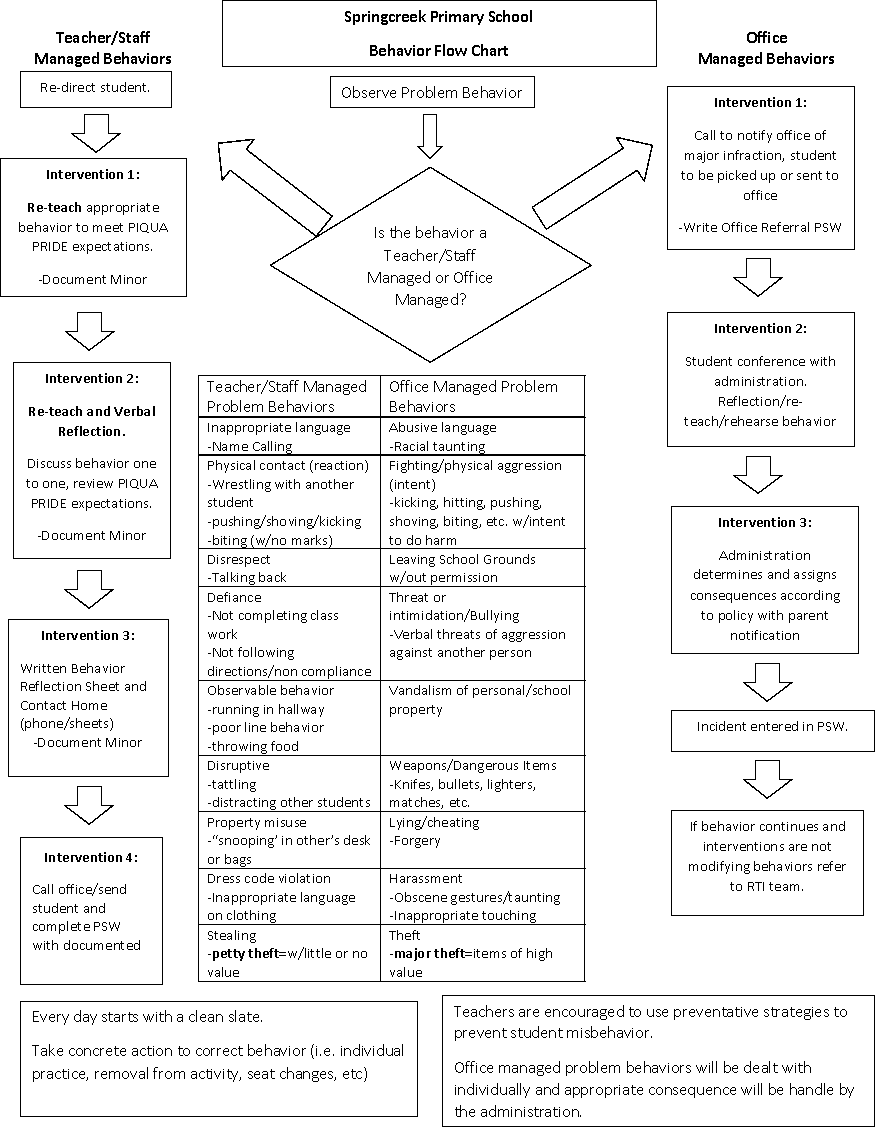 Springcreek Primary School
Behavior Flow Chart
Teacher/Staff
Managed Behaviors
Re-direct student.
Intervention 1:
Re-teach appropriate
behavior to meet PIQUA
PRIDE expectations.
-Document Minor
Intervention 2:
Re-teach and Verbal
Reflection.
Discuss behavior one
to one, review PIQUA
PRIDE expectations.
-Document Minor
Intervention 3:
Written Behavior
Reflection Sheet and
Contact Home
(phone/sheets)
-Document Minor
Intervention 4:
Call office/send
student and
complete PSW
with documented
Observe Problem Behavior
Is the behavior a
Teacher/Staff
Managed or Office
Managed?
Teacher/Staff Managed
Problem Behaviors
Office Managed Problem
Behaviors
Inappropriate language
-Name Calling
Abusive language
-Racial taunting
Physical contact (reaction)
-Wrestling with another
student
-pushing/shoving/kicking
-biting (w/no marks)
Fighting/physical aggression
(intent)
-kicking, hitting, pushing,
shoving, biting, etc. w/intent
to do harm
Disrespect
-Talking back
Leaving School Grounds
w/out permission
Defiance
-Not completing class
work
-Not following
directions/non compliance
Threat or
intimidation/Bullying
-Verbal threats of aggression
against another person
Observable behavior
-running in hallway
-poor line behavior
-throwing food
Vandalism of personal/school
property
Disruptive
-tattling
-distracting other students
Weapons/Dangerous Items
-Knifes, bullets, lighters,
matches, etc.
Property misuse
-“snooping’ in other’s desk
or bags
Lying/cheating
-Forgery
Dress code violation
-Inappropriate language
on clothing
Harassment
-Obscene gestures/taunting
-Inappropriate touching
Stealing
-petty theft=w/little or no
value
Theft
-major theft=items of high
value
Office
Managed Behaviors
Intervention 1:
Call to notify office of
major infraction, student
to be picked up or sent to
office
-Write Office Referral PSW
Intervention 2:
Student conference with
administration.
Reflection/re-
teach/rehearse behavior
Intervention 3:
Administration
determines and assigns
consequences according
to policy with parent
notification
Incident entered in PSW.
If behavior continues and
interventions are not
modifying behaviors refer
to RTI team.
Every day starts with a clean slate.
Take concrete action to correct behavior (i.e. individual
practice, removal from activity, seat changes, etc)
Teachers are encouraged to use preventative strategies to
prevent student misbehavior.
Office managed problem behaviors will be dealt with
individually and appropriate consequence will be handle by
the administration.